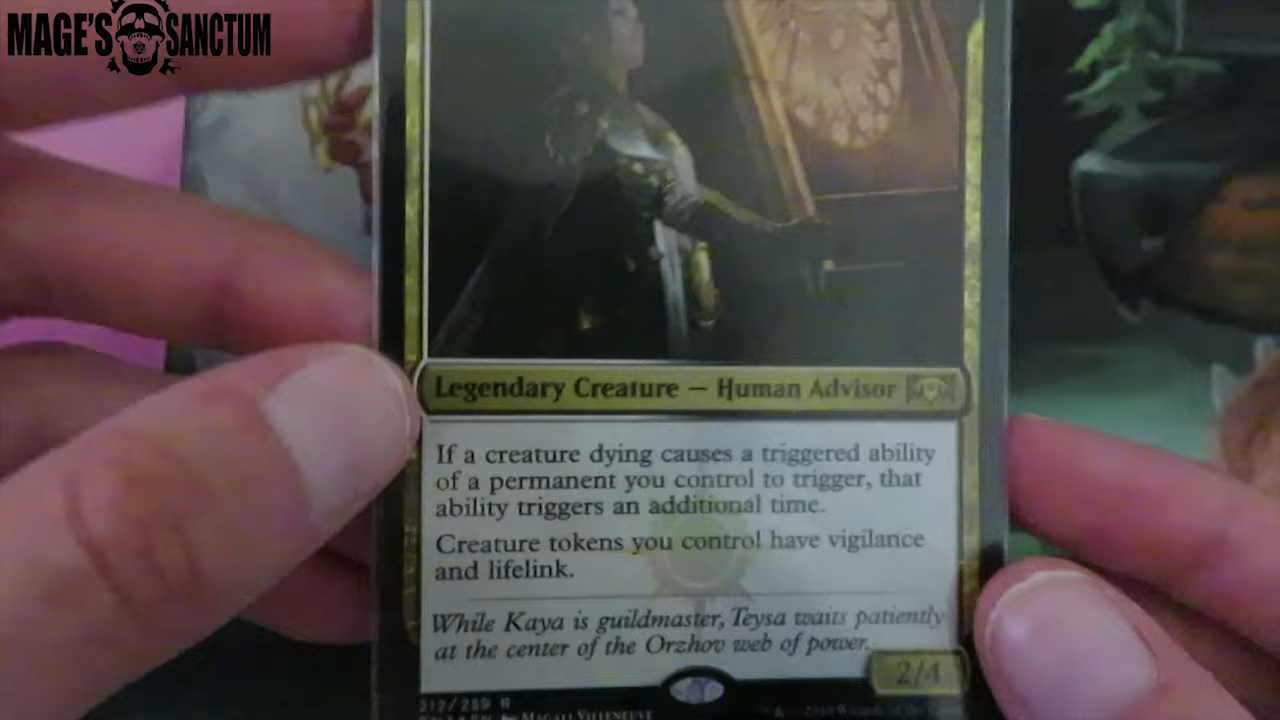 MAGE'S SANCTUM
Legendary Creature — Human Advisor
If a creature dying causes a triggered ability
of a permanent you control to trigger, that
ability triggers an additional time.
Creature tokens you control have vigilance
and lifelink.
While Kaya is guildmaster, Teysa waits patiently
at the center of the Orzhov web of power.
2/4
212/259 R
MAGALI VILLENEUVE